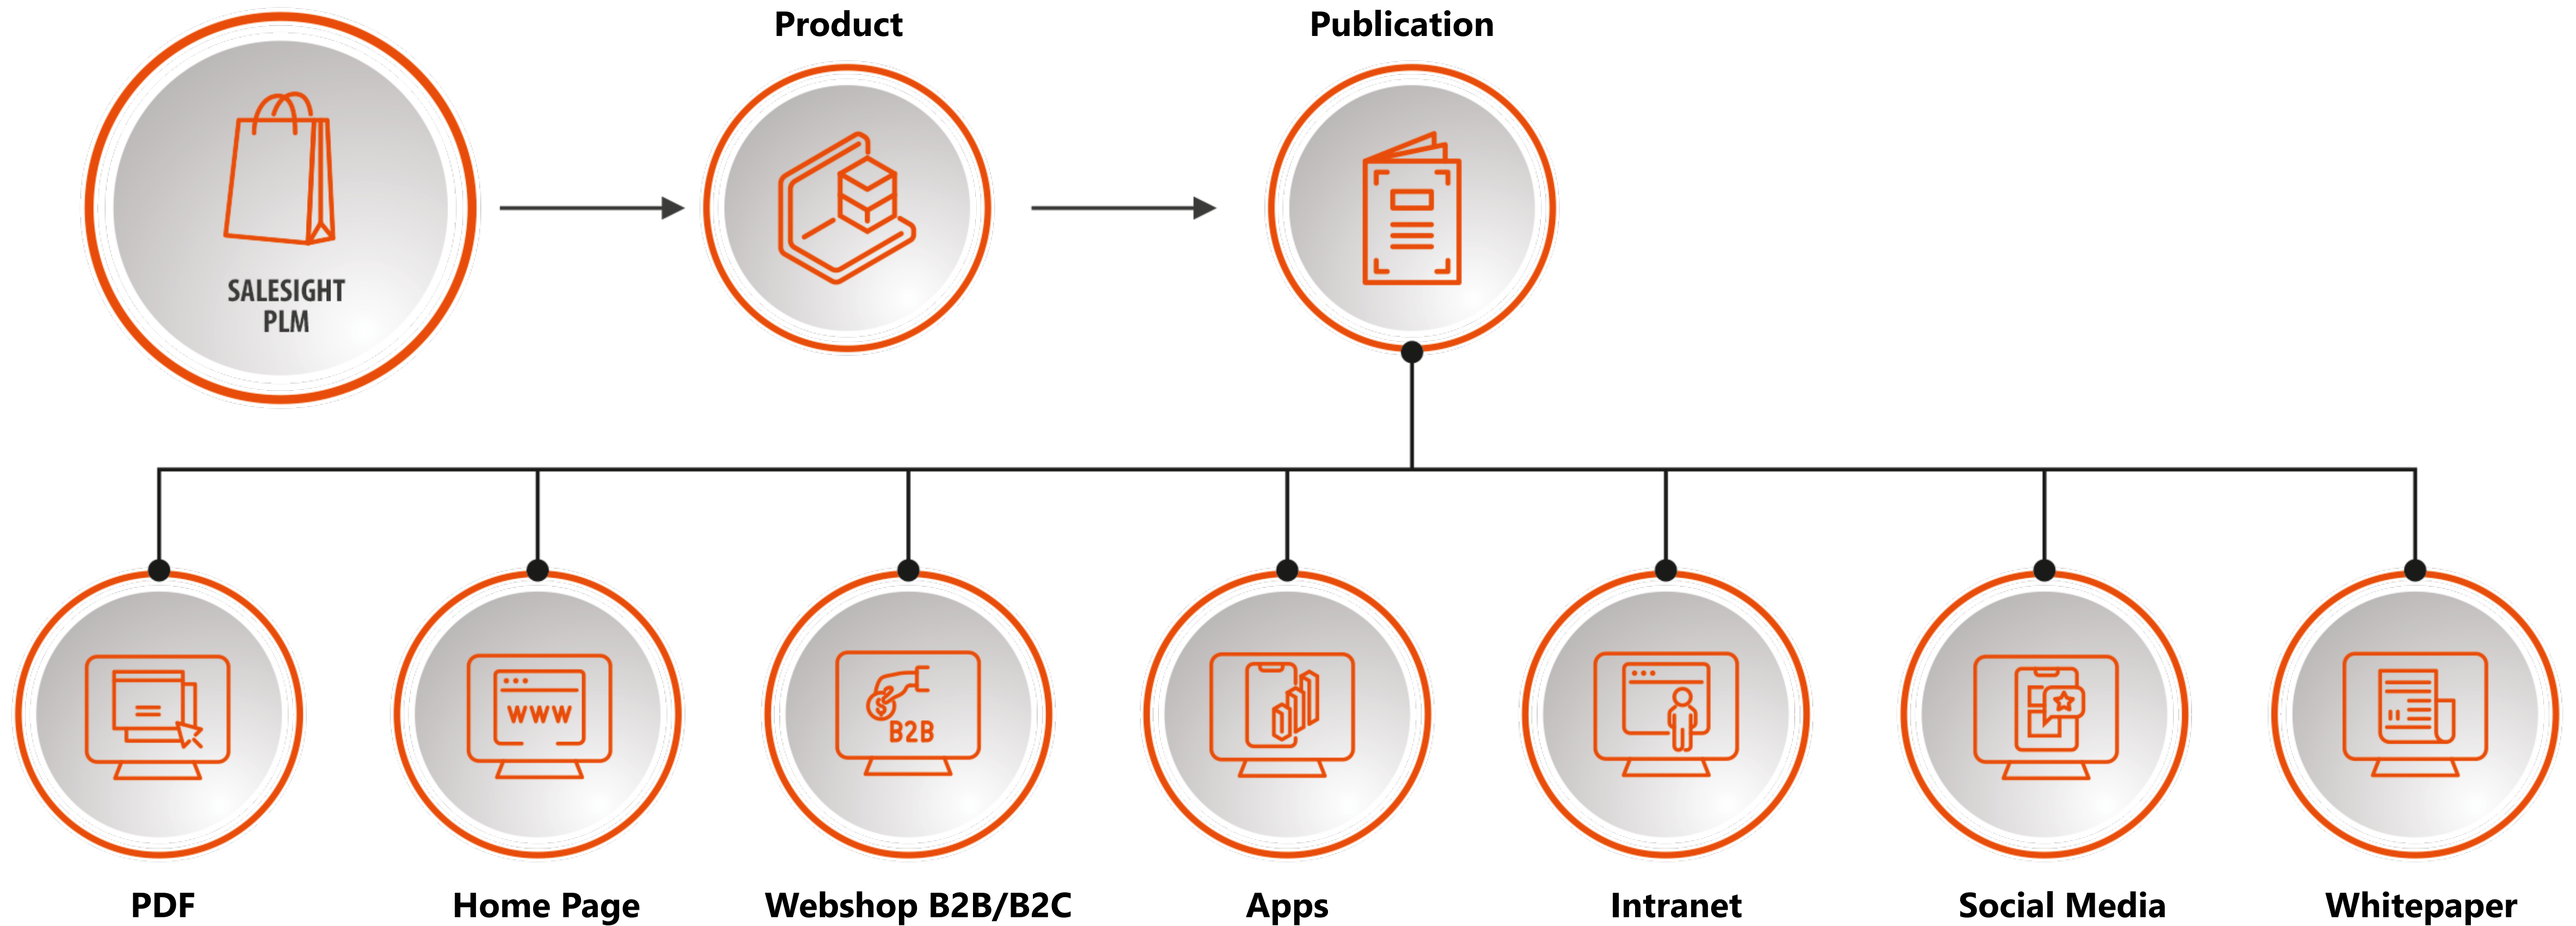 Product
Publication
SALESIGHT
PLM
$
WWW
B2B
PDF
Home Page
Webshop B2B/B2C
Apps
Intranet
Social Media
Whitepaper